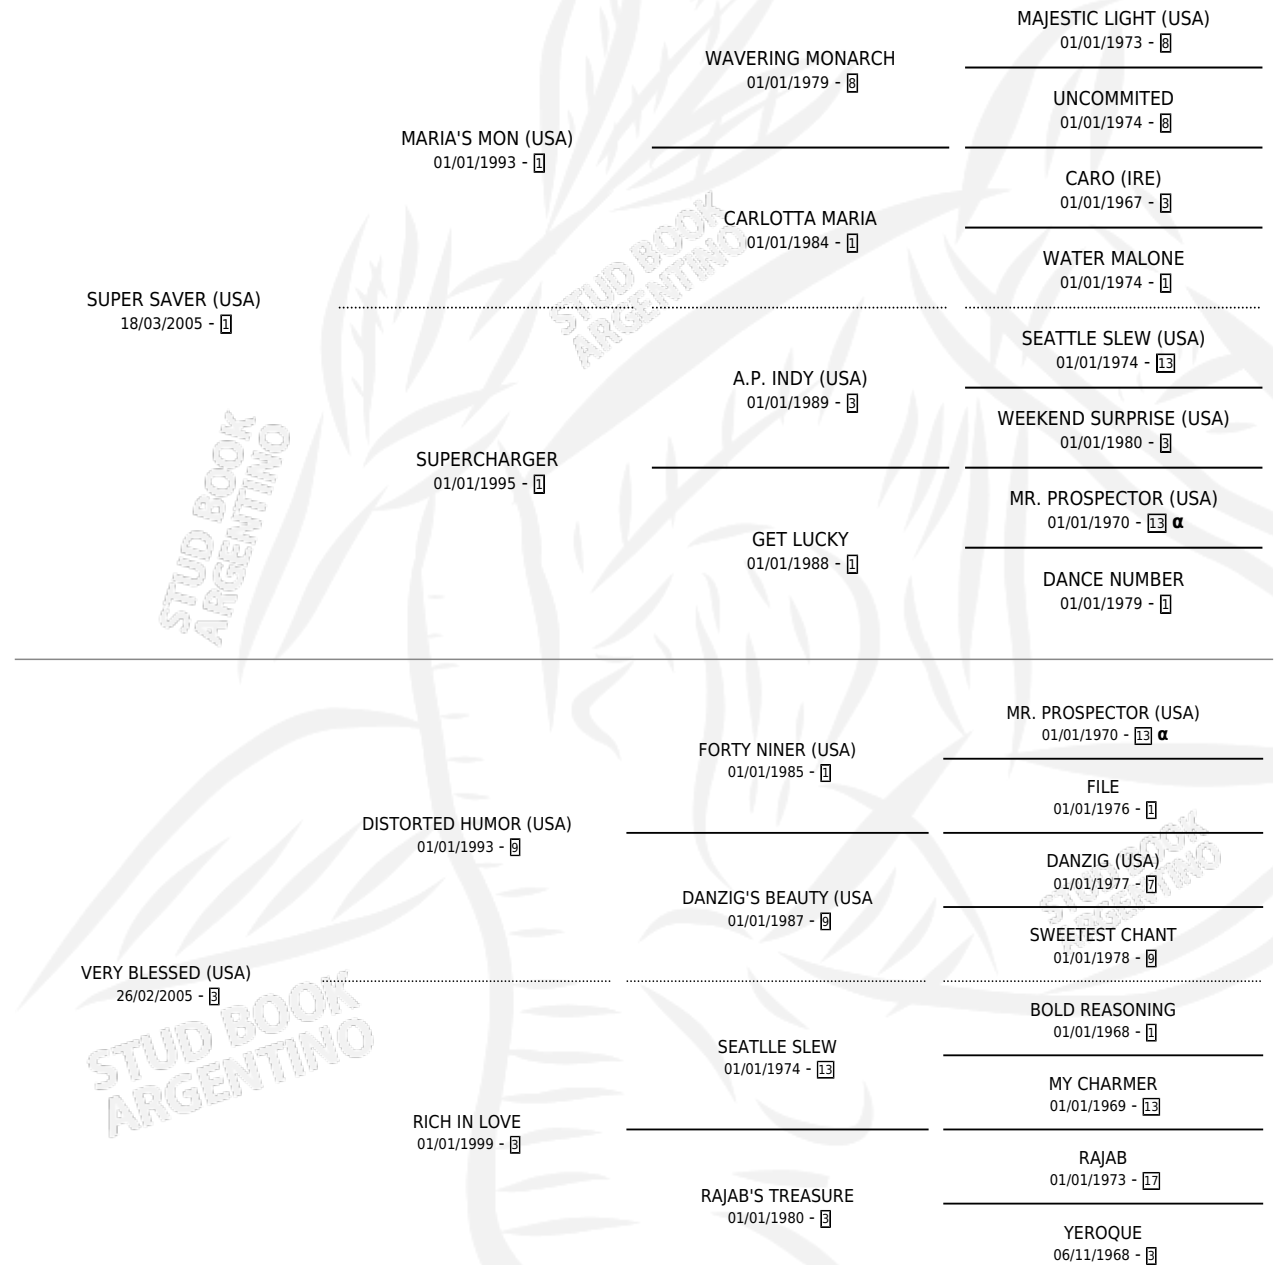 MAJESTIC LIGHT (USA)
01/01/1973 - 8
WAVERING MONARCH
01/01/1979 - 8
UNCOMMITED
01/01/1974 - 8
MARIA'S MON (USA)
01/01/1993 - 1
CARO (IRE)
01/01/1967 - 3
CARLOTTA MARIA
01/01/1984 - 1
WATER MALONE
01/01/1974 - 1
SUPER SAVER (USA)
18/03/2005 - 1
STUD BOOK
ARGENTINO
SEATTLE SLEW (USA)
01/01/1974 - 13
A.P. INDY (USA)
01/01/1989 - 3
WEEKEND SURPRISE (USA)
01/01/1980 - 3
SUPERCHARGER
01/01/1995 - 1
MR. PROSPECTOR (USA)
01/01/1970 - 13 α
GET LUCKY
01/01/1988 - 1
DANCE NUMBER
01/01/1979 - 1
STUD BOOK
ARGENTINO
MR. PROSPECTOR (USA)
01/01/1970 - 13 α
FORTY NINER (USA)
01/01/1985 - 1
FILE
01/01/1976 - 1
DISTORTED HUMOR (USA)
01/01/1993 - 9
DANZIG (USA)
01/01/1977 - 7
DANZIG'S BEAUTY (USA
01/01/1987 - 9
SWEETEST CHANT
01/01/1978 - 9
STUD BOOK
ARGENTINO
VERY BLESSED (USA)
26/02/2005 - 3
STUD BOOK
ARGENTINO
BOLD REASONING
01/01/1968 - 1
SEATLLE SLEW
01/01/1974 - 13
MY CHARMER
01/01/1969 - 13
RICH IN LOVE
01/01/1999 - 3
RAJAB
01/01/1973 - 17
RAJAB'S TREASURE
01/01/1980 - 3
YEROQUE
06/11/1968 - 3